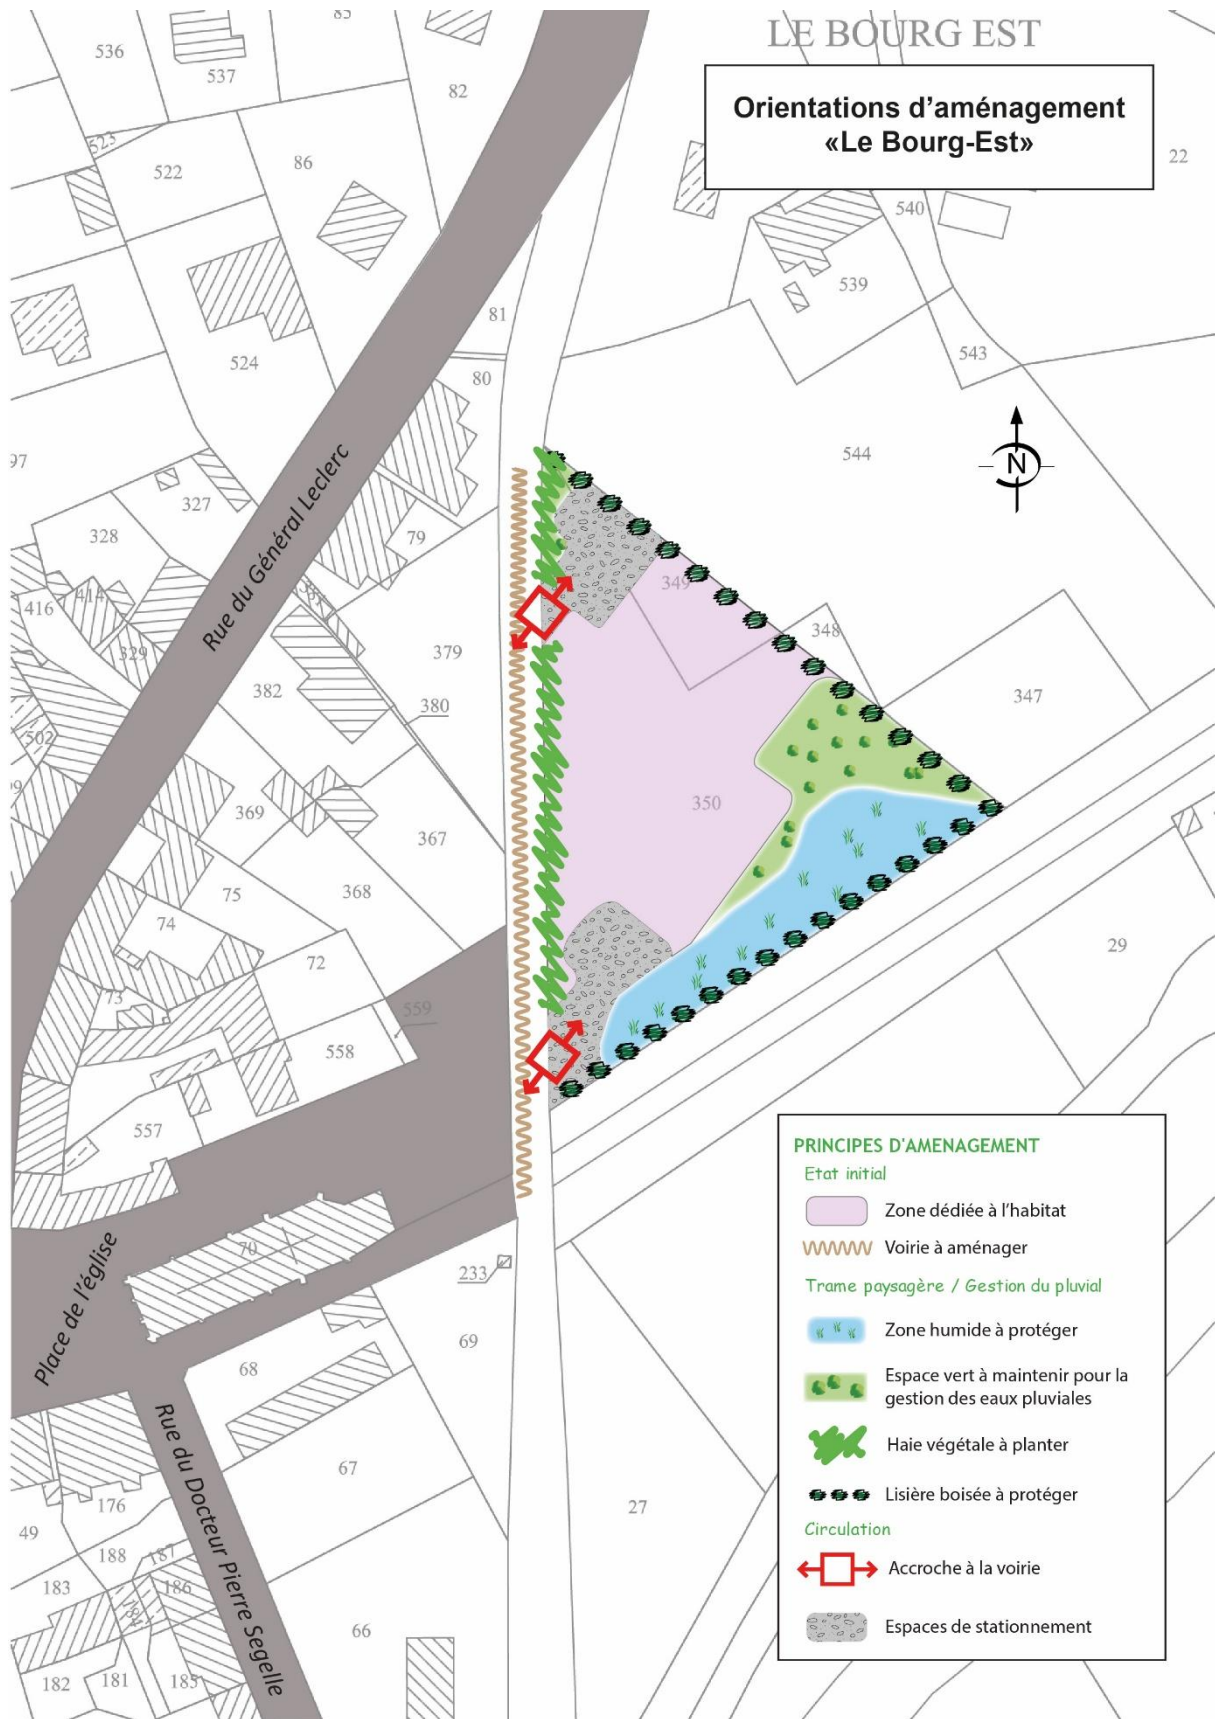 LE BOURG EST
Orientations d'aménagement
«Le Bourg-Est»
536
537
85
82
523
522
86
22
540
539
81
543
524
80
544
97
327
328
79
349
416
414
329
379
348
382
380
347
502
369
367
350
75
368
74
72
29
73
559
558
557
70
233
69
68
67
27
176
49
188
187
183
186
184
66
182
181
185
Rue du Général Leclerc
Place de l'église
Rue du Docteur Pierre Segelle
N
PRINCIPES D'AMENAGEMENT
Etat initial
Zone dédiée à l'habitat
Voirie à aménager
Trame paysagère / Gestion du pluvial
Zone humide à protéger
Espace vert à maintenir pour la
gestion des eaux pluviales
Haie végétale à planter
Lisière boisée à protéger
Circulation
Accroche à la voirie
Espaces de stationnement